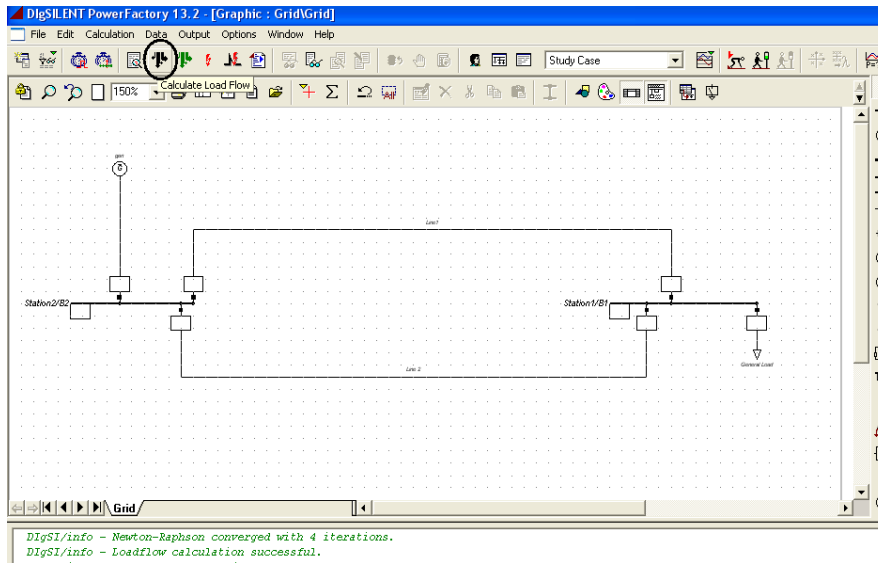 DIgSILENT PowerFactory 13.2 - [Graphic : Grid\Grid]
File Edit Calculation Data Output Options Window Help
Study Case
150%
Calculate Load Flow
Line1
Station2/B2
Station1/B1
Line 2
General Load
Grid
DIgSI/info - Newton-Raphson converged with 4 iterations.
DIgSI/info - Loadflow calculation successful.